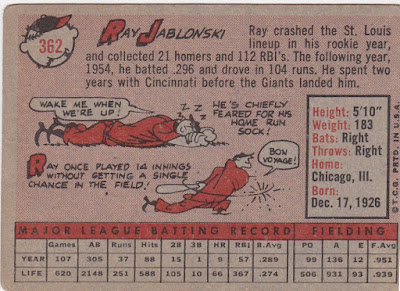 362
RAY JABLONSKI
Ray crashed the St. Louis
lineup in his rookie year,
and collected 21 homers and 112 RBI's. The following year,
1954, he batted .296 and drove in 104 runs. He spent two
years with Cincinnati before the Giants landed him.
WAKE ME WHEN
WE'RE UP!
Z Z Z
HE'S CHIEFLY
FEARED FOR HIS
HOME RUN
SOCK!
RAY ONCE PLAYED 14 INNINGS
WITHOUT GETTING A SINGLE
CHANCE IN THE FIELD!
BON
VOYAGE!
Height: 5'10"
Weight: 183
Bats: Right
Throws: Right
Home:
Chicago, Ill.
Born:
Dec. 17, 1926
© T.C.G. PRTD. IN U.S.A.
MAJOR LEAGUE BATTING RECORD FIELDING
Games AB Runs Hits 2B 3B HR RBI B.Avg PO A E F.Avg
YEAR 107 305 37 88 15 1 9 57 .289 99 136 12 .951
LIFE 620 2148 251 588 105 10 66 367 .274 506 931 93 .939